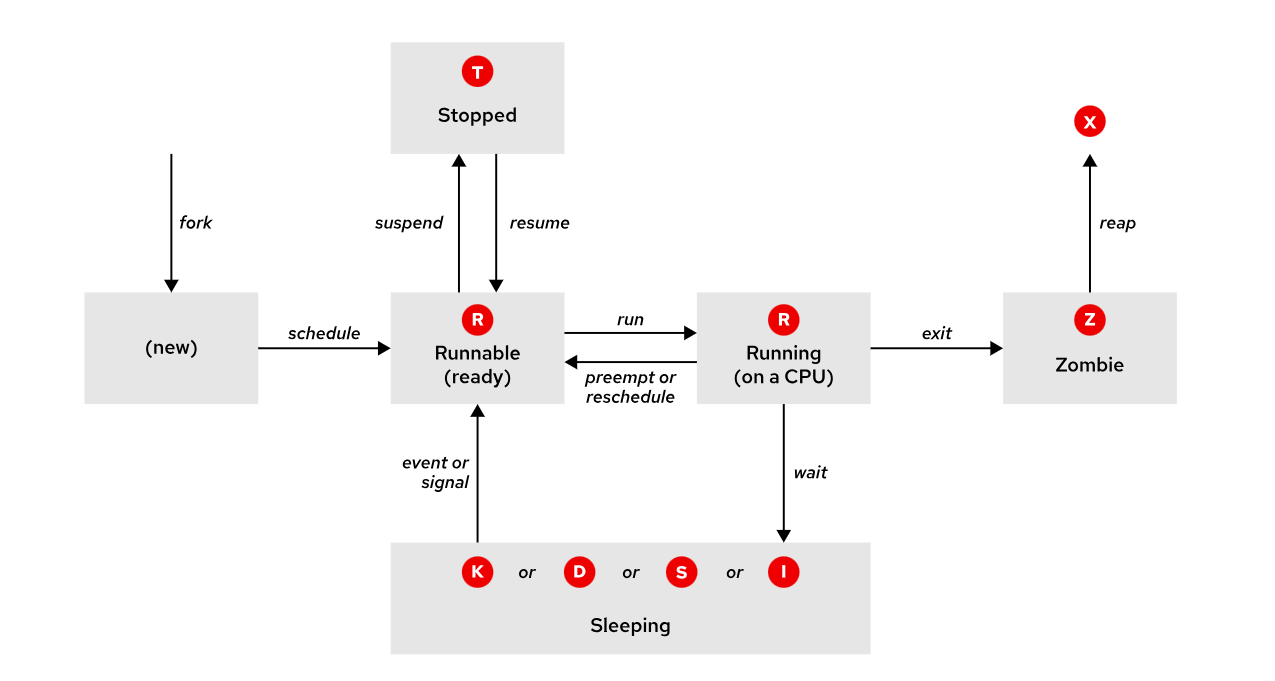 T
Stopped
X
fork
suspend
resume
reap
(new)
schedule
R
Runnable
(ready)
run
preempt or
reschedule
R
Running
(on a CPU)
exit
Z
Zombie
event or
signal
wait
K or D or S or I
Sleeping